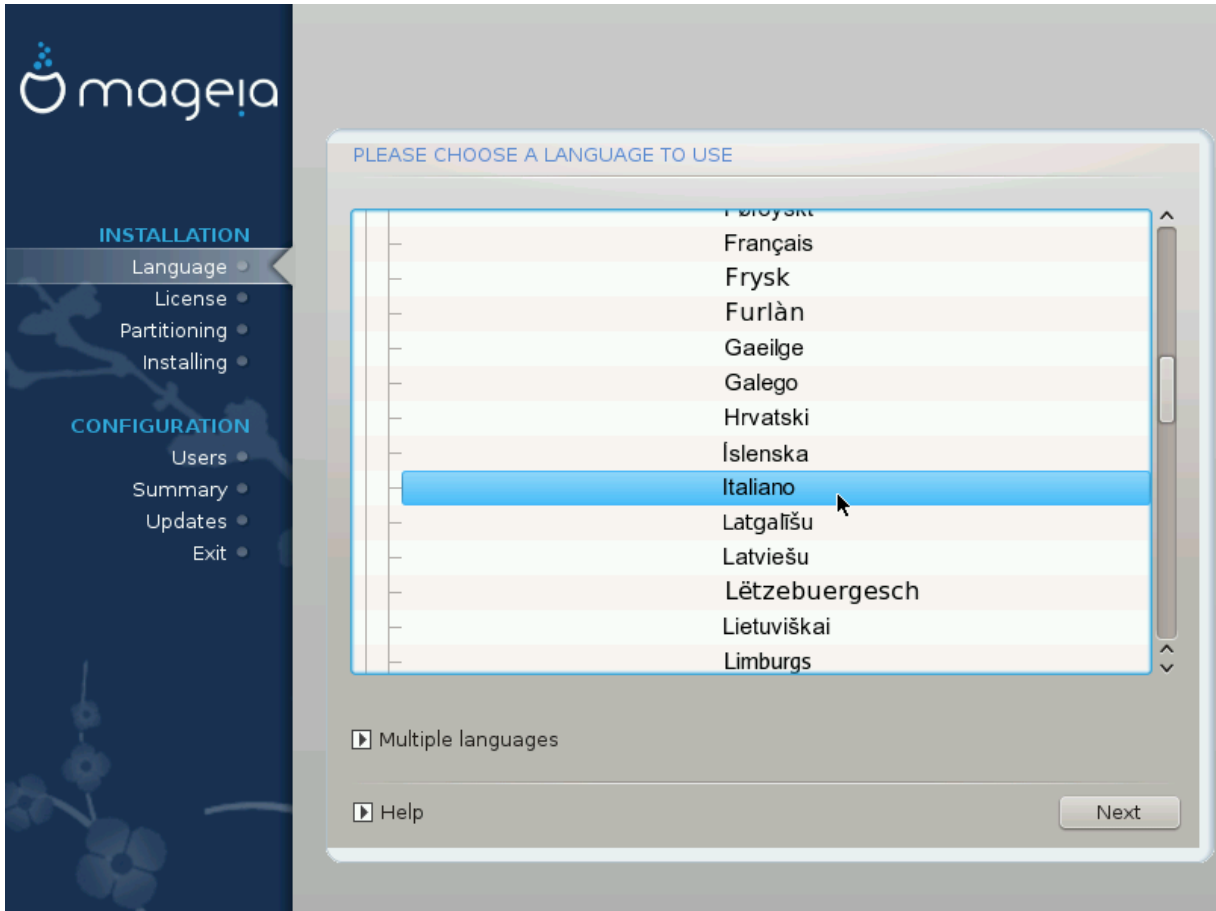 mageia
INSTALLATION
Language
License
Partitioning
Installing
CONFIGURATION
Users
Summary
Updates
Exit
PLEASE CHOOSE A LANGUAGE TO USE
Føroyskt
Français
Frysk
Furlàn
Gaeilge
Galego
Hrvatski
Íslenska
Italiano
Latgalīšu
Latviešu
Lëtzebuergesch
Lietuviškai
Limburgs
Multiple languages
Help
Next